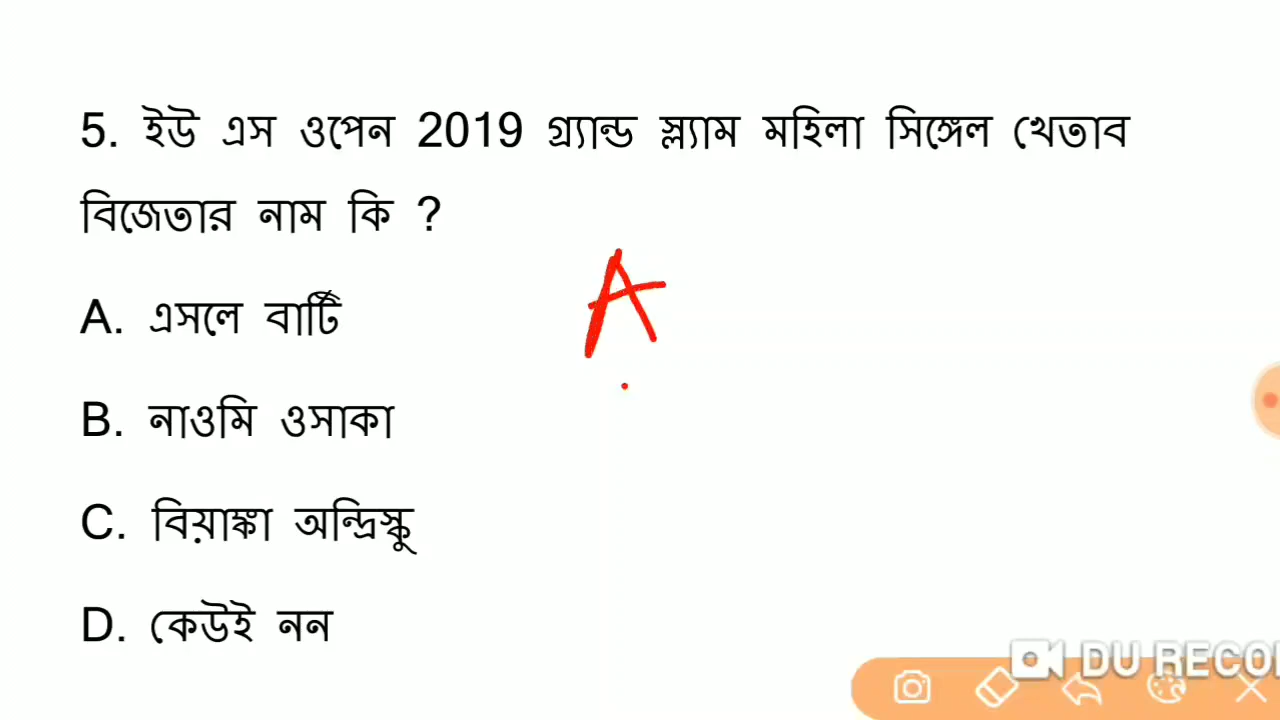 5. ইউ এস ওপেন 2019 গ্র্যান্ড স্ল্যাম মহিলা সিঙ্গেল খেতাব
বিজেতার নাম কি ?
A
A. এসলে বার্টি
B. নাওমি ওসাকা
C. বিয়াঙ্কা অন্দ্রিস্কু
D. কেউই নন
DU RECO